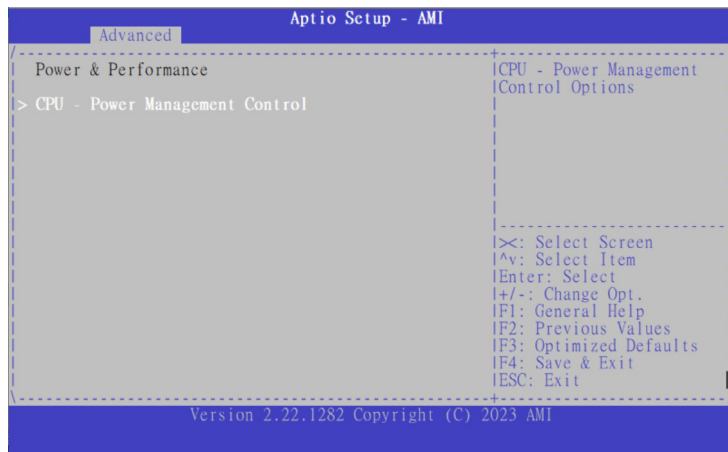 Aptio Setup - AMI
Advanced
Power & Performance
> CPU - Power Management Control
CPU - Power Management
Control Options
><: Select Screen
^v: Select Item
Enter: Select
+/-: Change Opt.
F1: General Help
F2: Previous Values
F3: Optimized Defaults
F4: Save & Exit
ESC: Exit
Version 2.22.1282 Copyright (C) 2023 AMI